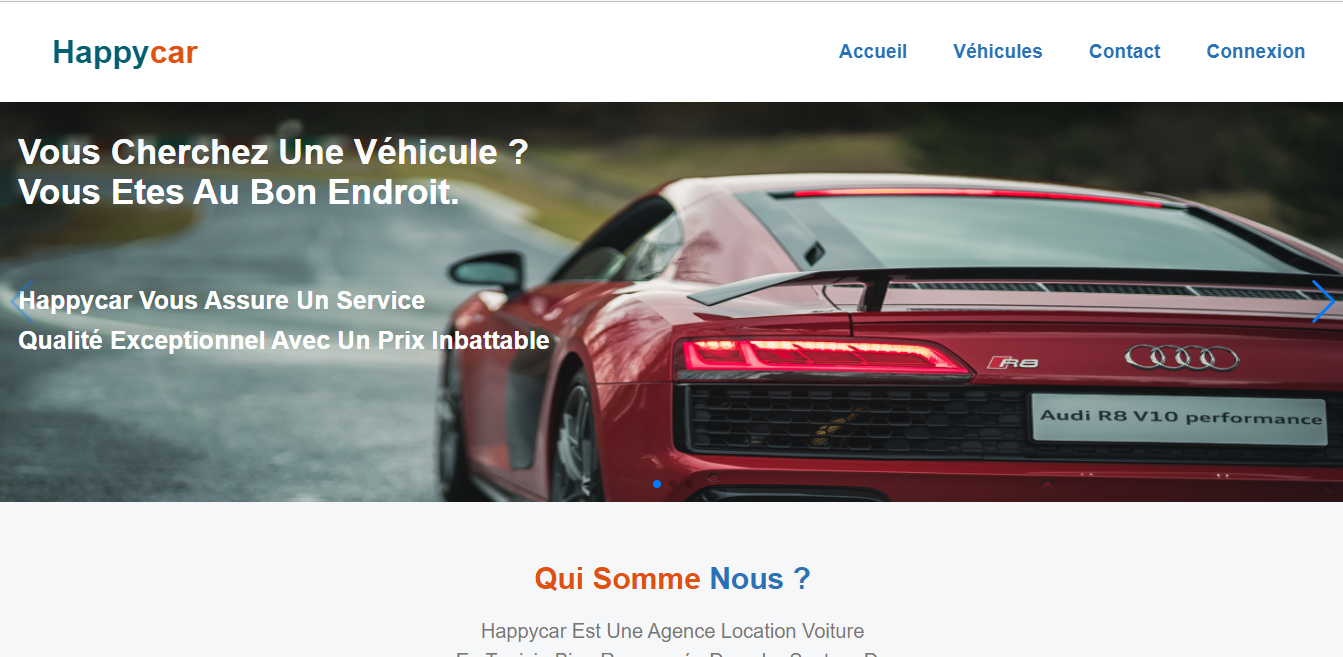 Happycar
Accueil Véhicules Contact Connexion
Vous Cherchez Une Véhicule ?
Vous Etes Au Bon Endroit.
Happycar Vous Assure Un Service
Qualité Exceptionnel Avec Un Prix Inbattable
R8
Audi R8 V10 performance
Qui Somme Nous ?
Happycar Est Une Agence Location Voiture